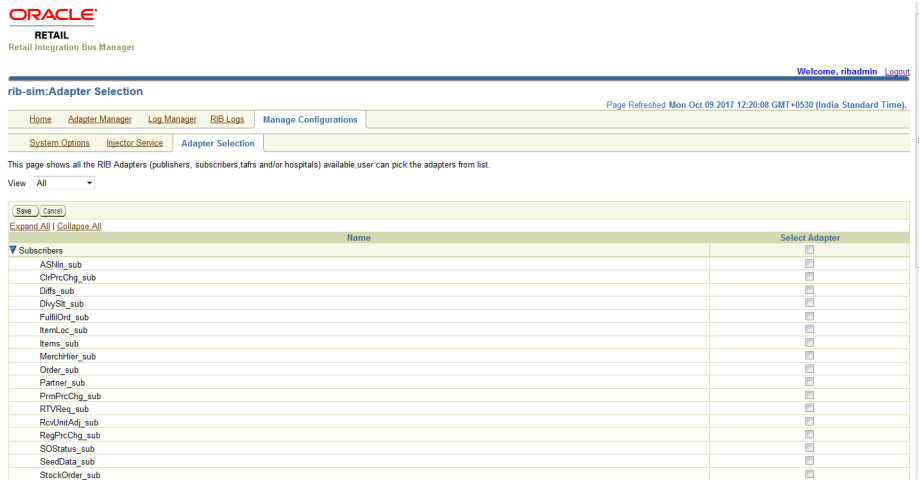 ORACLE
RETAIL
Retail Integration Bus Manager
Welcome, ribadmin Logout
rib-sim:Adapter Selection
Page Refreshed Mon Oct 09 2017 12:20:08 GMT+0530 (India Standard Time).
Home Adapter Manager Log Manager RIB Logs Manage Configurations
System Options Injector Service Adapter Selection
This page shows all the RIB Adapters (publishers, subscribers,tafrs and/or hospitals) available,user can pick the adapters from list.
View All
Save Cancel
Expand All | Collapse All
Name Select Adapter
Subscribers
ASNIn_sub
ClrPrcChg_sub
Diffs_sub
DlvySlt_sub
FulfilOrd_sub
ItemLoc_sub
Items_sub
MerchHier_sub
Order_sub
Partner_sub
PrmPrcChg_sub
RTVReq_sub
RcvUnitAdj_sub
RegPrcChg_sub
SOStatus_sub
SeedData_sub
StockOrder_sub